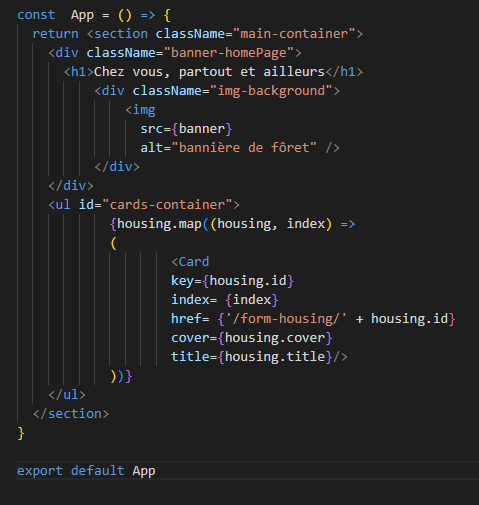 const  App = () => {
  return <section className="main-container">
    <div className="banner-homePage">
      <h1>Chez vous, partout et ailleurs</h1>
          <div className="img-background">
              <img
                src={banner}
                alt="bannière de fôret" />
          </div>
    </div>
    <ul id="cards-container">
            {housing.map((housing, index) =>
            (
                    <Card
                    key={housing.id}
                    index= {index}
                    href= {'/form-housing/' + housing.id}
                    cover={housing.cover}
                    title={housing.title}/>
            ))}
    </ul>
  </section>
}

export default App